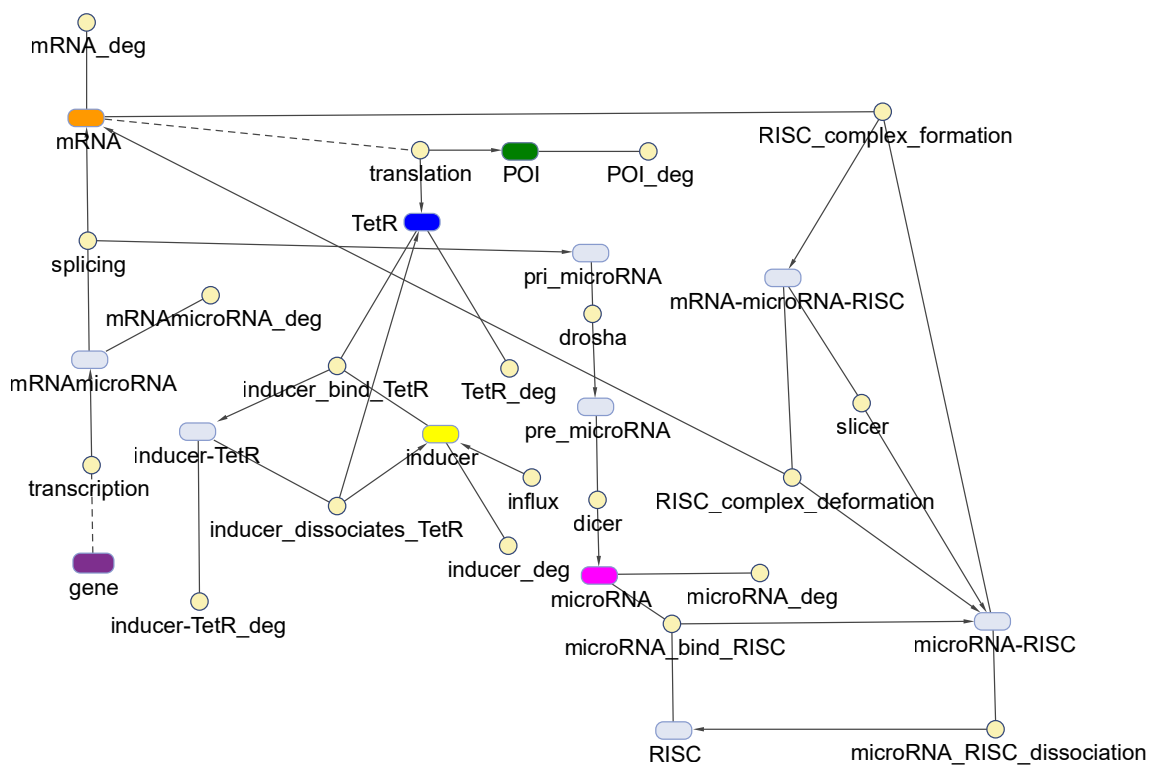 mRNA_deg
mRNA
RISC_complex_formation
translation
POI
POI_deg
TetR
splicing
pri_microRNA
mRNA-microRNA-RISC
mRNAmicroRNA_deg
drosha
mRNAmicroRNA
inducer_bind_TetR
TetR_deg
pre_microRNA
slicer
inducer-TetR
inducer
transcription
influx
RISC_complex_deformation
inducer_dissociates_TetR
dicer
inducer_deg
gene
microRNA
microRNA_deg
inducer-TetR_deg
microRNA_bind_RISC
microRNA-RISC
RISC
microRNA_RISC_dissociation